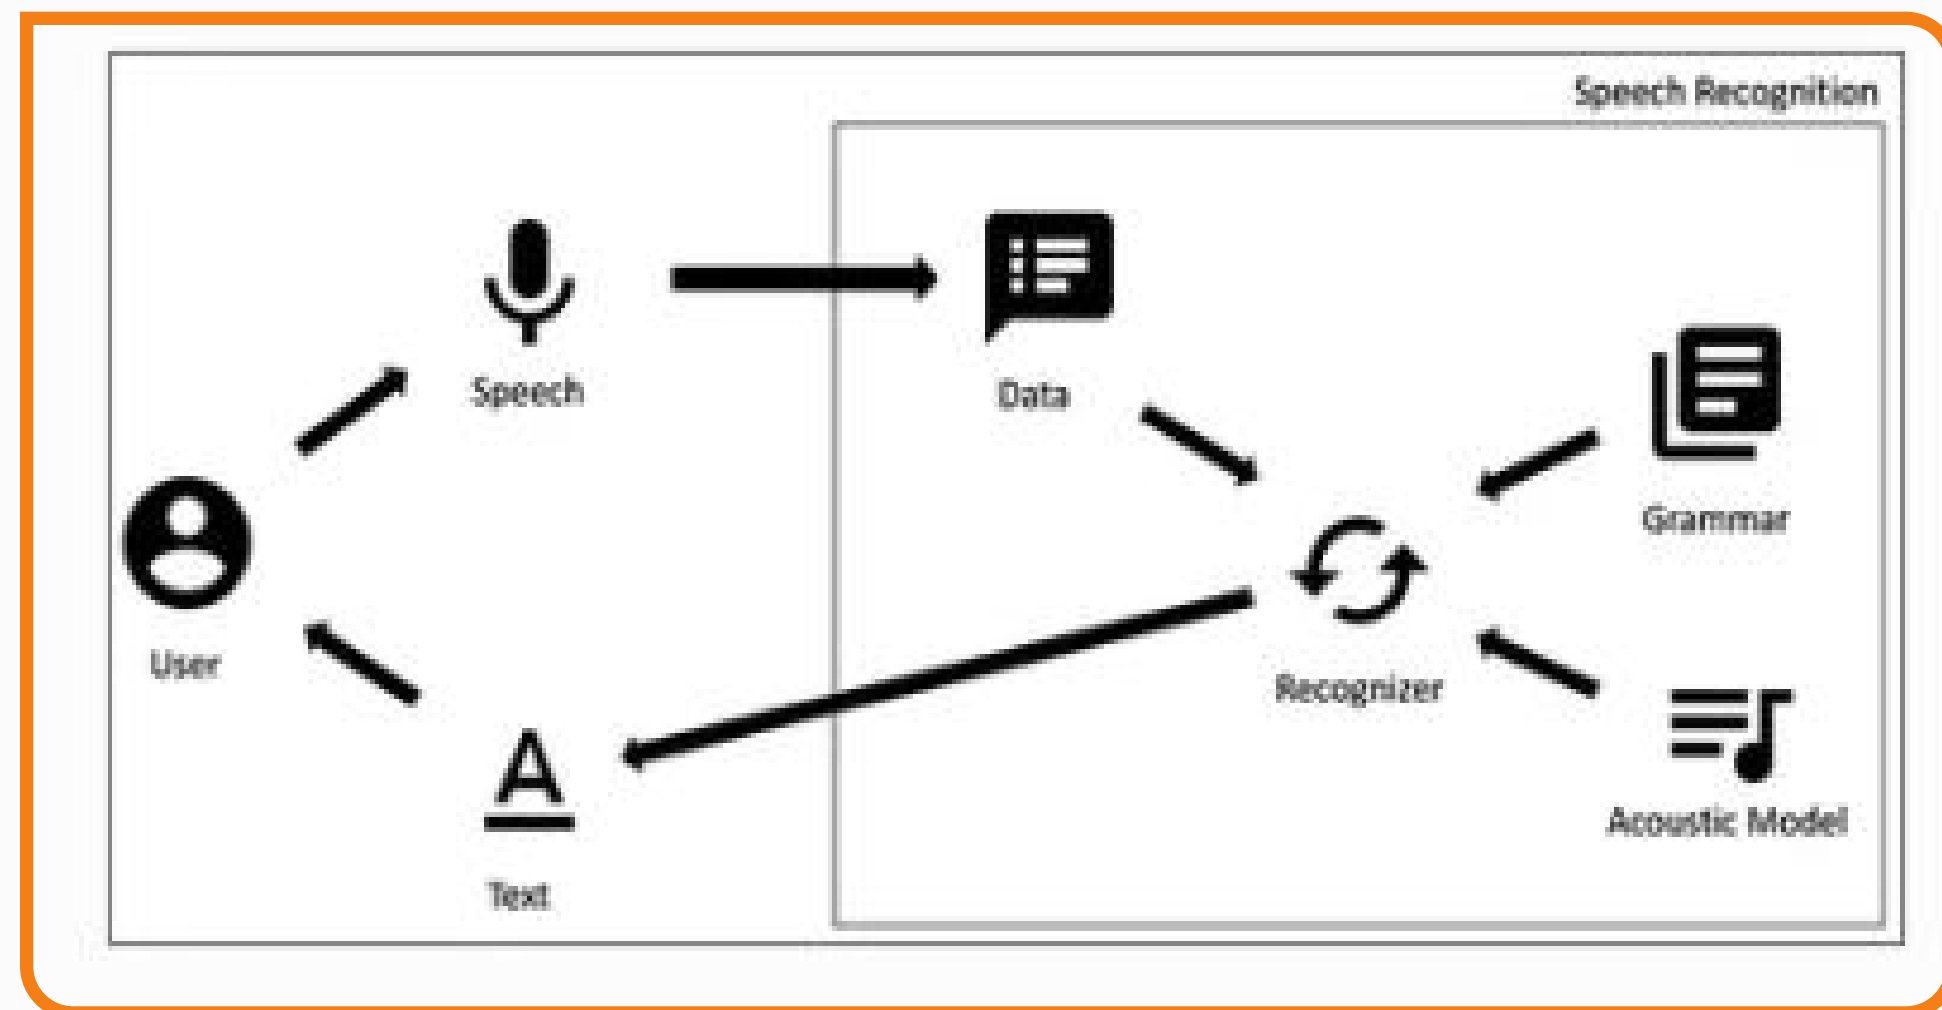 Speech Recognition
Speech
Data
Grammar
User
Recognizer
Acoustic Model
A
Text